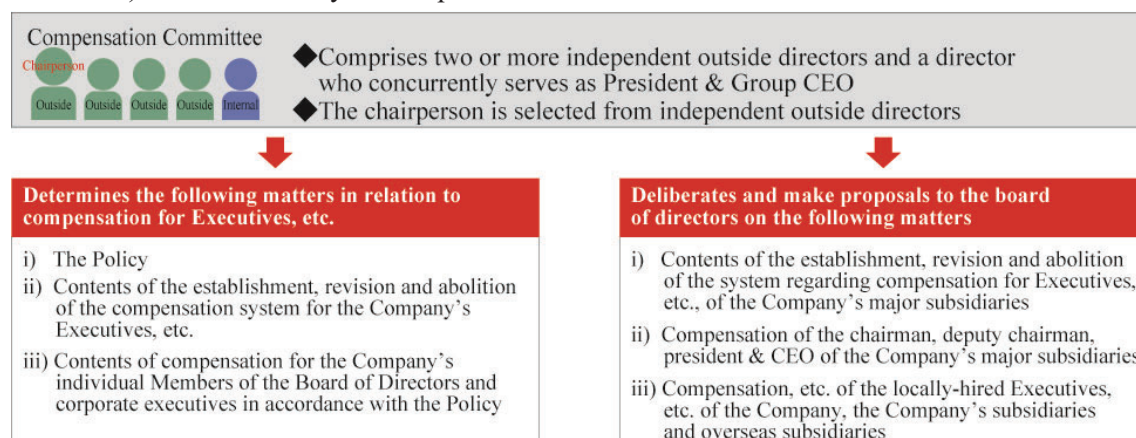 Compensation Committee
Chairperson
Outside
Outside
Outside
Outside
Internal
◆Comprises two or more independent outside directors and a director
who concurrently serves as President & Group CEO
◆The chairperson is selected from independent outside directors
Determines the following matters in relation to
compensation for Executives, etc.
i) The Policy
ii) Contents of the establishment, revision and abolition
of the compensation system for the Company's
Executives, etc.
iii) Contents of compensation for the Company's
individual Members of the Board of Directors and
corporate executives in accordance with the Policy
Deliberates and make proposals to the board
of directors on the following matters
i) Contents of the establishment, revision and abolition
of the system regarding compensation for Executives,
etc., of the Company's major subsidiaries
ii) Compensation of the chairman, deputy chairman,
president & CEO of the Company's major subsidiaries
iii) Compensation, etc. of the locally-hired Executives,
etc. of the Company, the Company's subsidiaries
and overseas subsidiaries